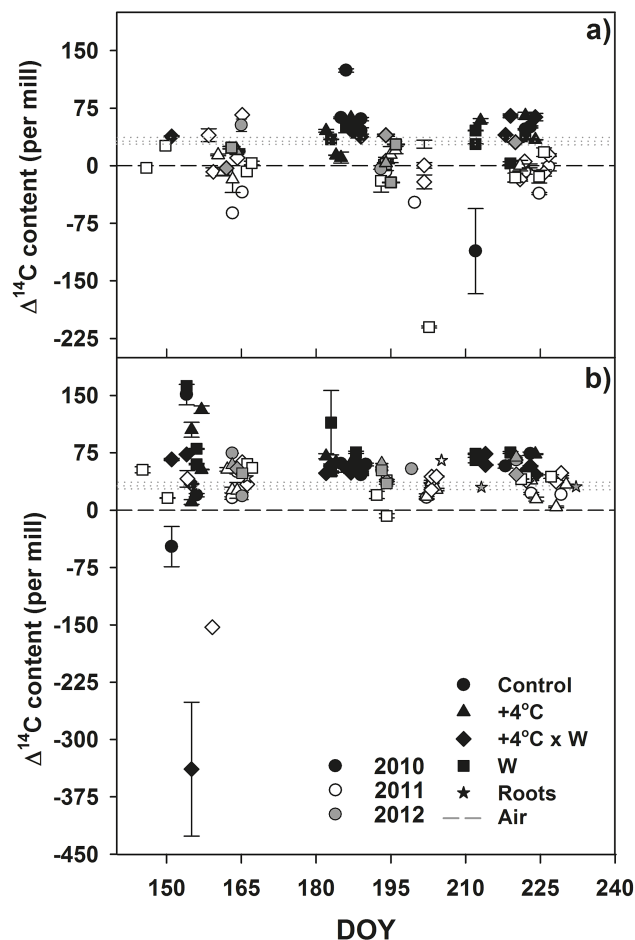 a)
150
75
0
-75
-150
-225
Δ¹⁴C content (per mill)
b)
150
75
0
-75
-150
-225
-300
-375
-450
Δ¹⁴C content (per mill)
Control
+4°C
+4°C x W
W
Roots
Air
2010
2011
2012
150 165 180 195 210 225 240
DOY